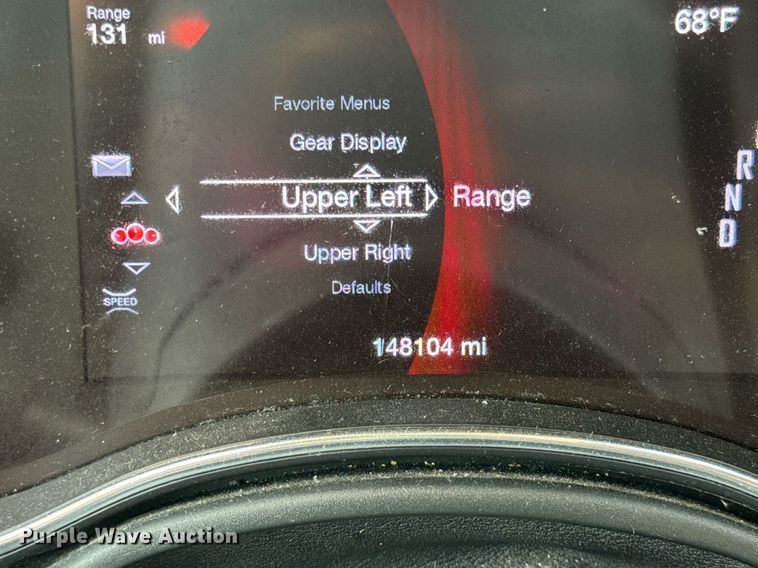 Range
131 mi
68°F
Favorite Menus
Gear Display
Upper Left Range
Upper Right
Defaults
SPEED
R
N
D
148104 mi
Purple Wave Auction